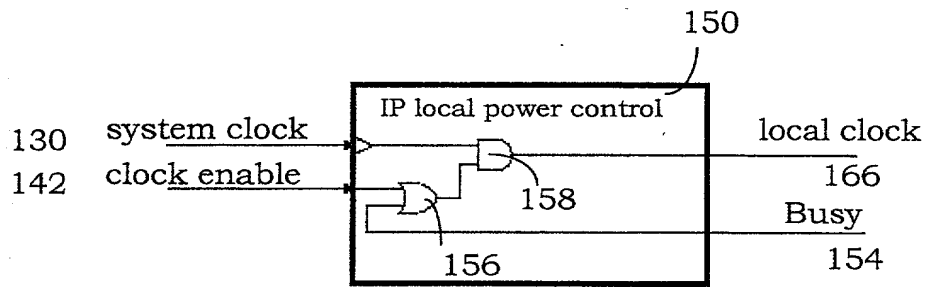 150
IP local power control
130 system clock
local clock
142 clock enable
158
166
Busy
156
154